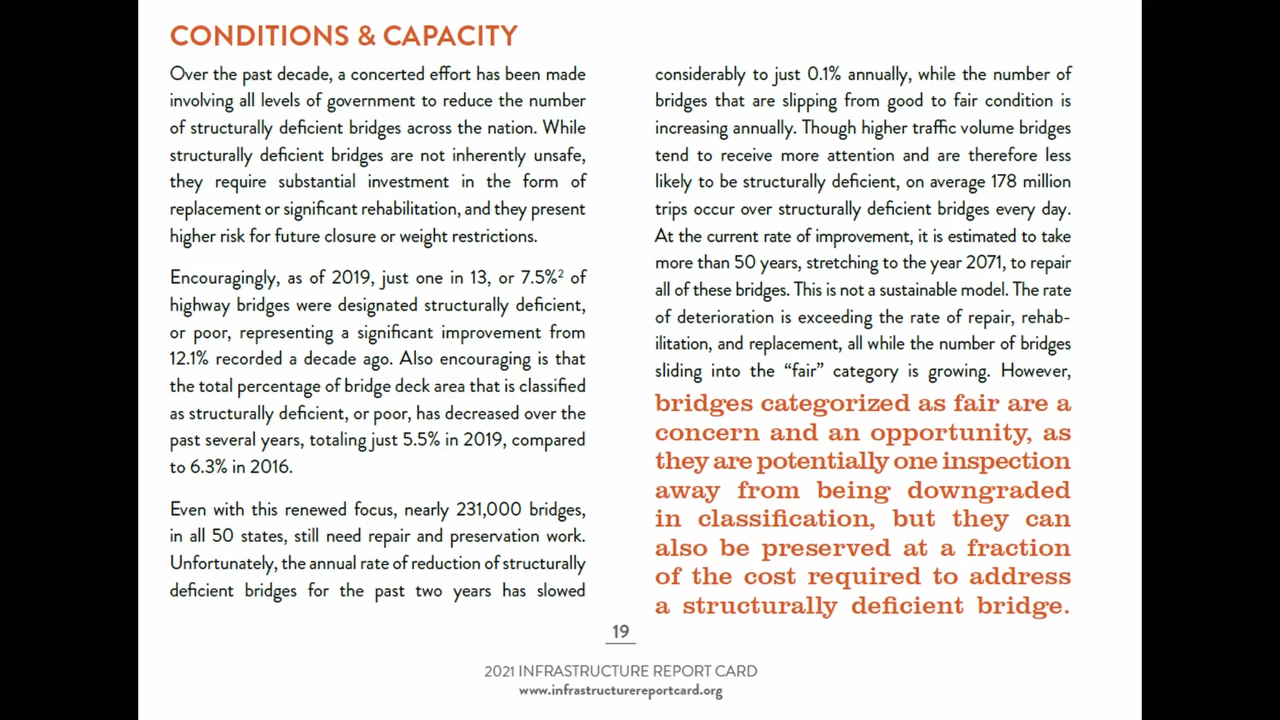 CONDITIONS & CAPACITY
Over the past decade, a concerted effort has been made
involving all levels of government to reduce the number
of structurally deficient bridges across the nation. While
structurally deficient bridges are not inherently unsafe,
they require substantial investment in the form of
replacement or significant rehabilitation, and they present
higher risk for future closure or weight restrictions.
Encouragingly, as of 2019, just one in 13, or 7.5%² of
highway bridges were designated structurally deficient,
or poor, representing a significant improvement from
12.1% recorded a decade ago. Also encouraging is that
the total percentage of bridge deck area that is classified
as structurally deficient, or poor, has decreased over the
past several years, totaling just 5.5% in 2019, compared
to 6.3% in 2016.
Even with this renewed focus, nearly 231,000 bridges,
in all 50 states, still need repair and preservation work.
Unfortunately, the annual rate of reduction of structurally
deficient bridges for the past two years has slowed
considerably to just 0.1% annually, while the number of
bridges that are slipping from good to fair condition is
increasing annually. Though higher traffic volume bridges
tend to receive more attention and are therefore less
likely to be structurally deficient, on average 178 million
trips occur over structurally deficient bridges every day.
At the current rate of improvement, it is estimated to take
more than 50 years, stretching to the year 2071, to repair
all of these bridges. This is not a sustainable model. The rate
of deterioration is exceeding the rate of repair, rehab-
ilitation, and replacement, all while the number of bridges
sliding into the “fair” category is growing. However,
bridges categorized as fair are a
concern and an opportunity, as
they are potentially one inspection
away from being downgraded
in classification, but they can
also be preserved at a fraction
of the cost required to address
a structurally deficient bridge.
19
2021 INFRASTRUCTURE REPORT CARD
www.infrastructurereportcard.org